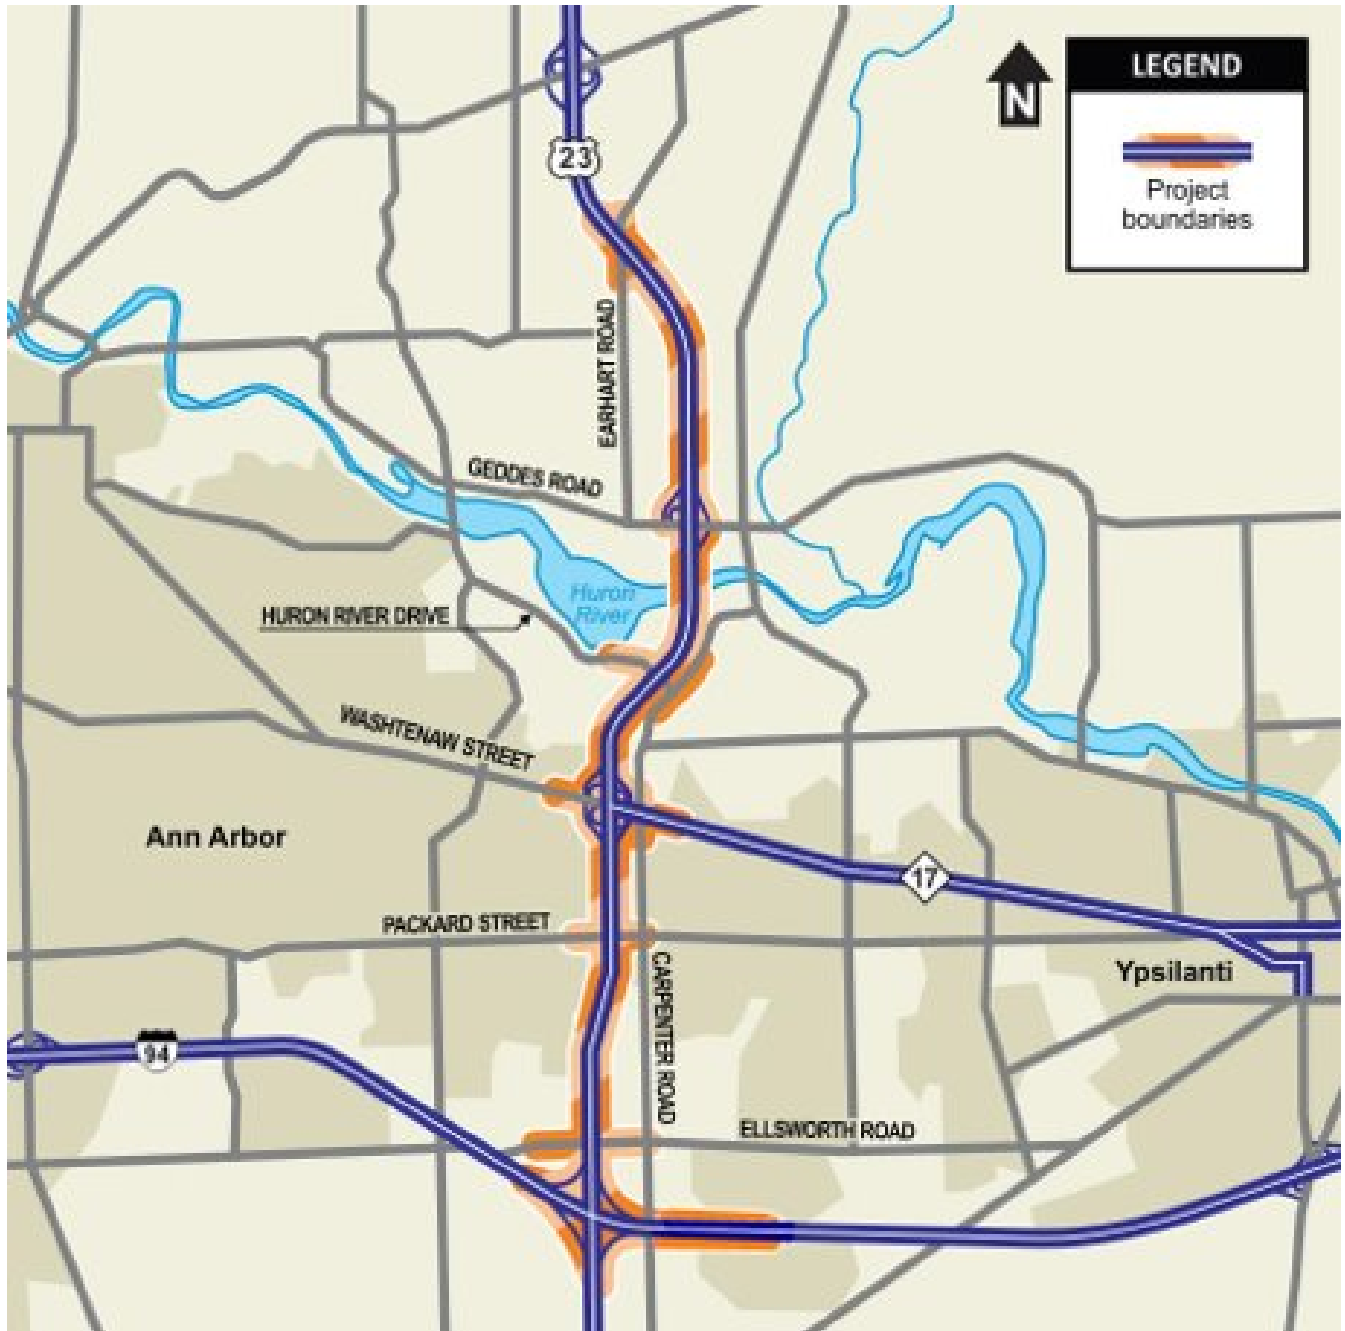 LEGEND
N
Project
boundaries
23
EARHART ROAD
GEDDES ROAD
Huron
River
HURON RIVER DRIVE
WASHTENAW STREET
Ann Arbor
17
PACKARD STREET
CARPENTER ROAD
Ypsilanti
94
ELLSWORTH ROAD